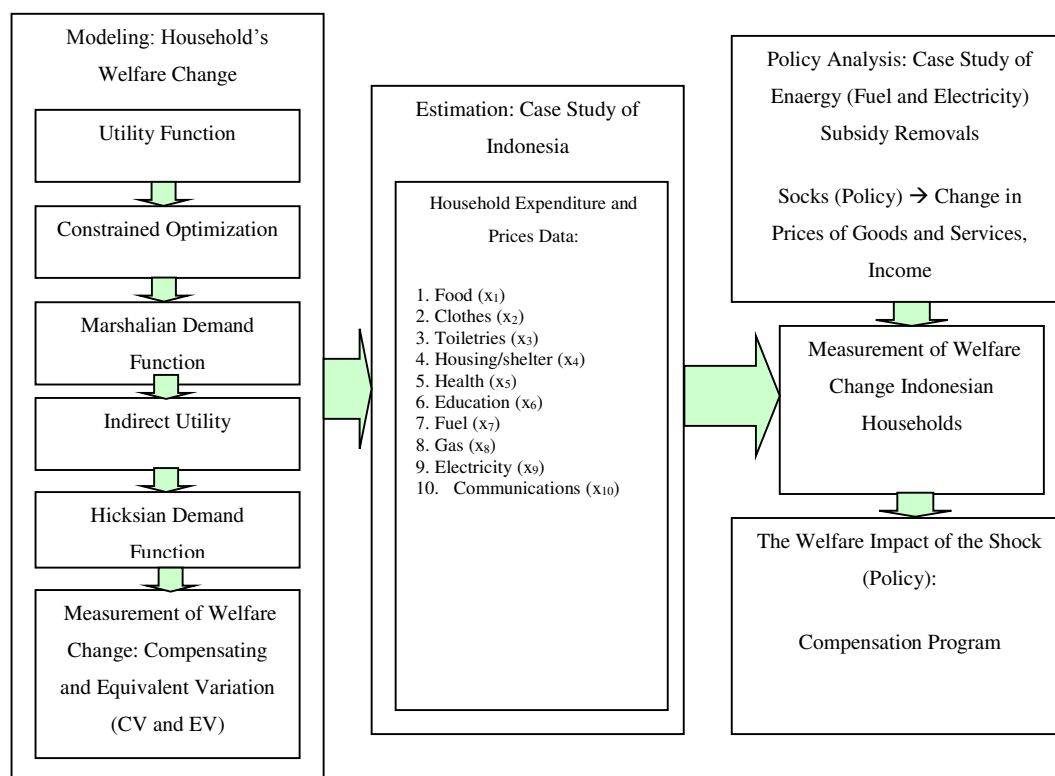 Modeling: Household's
Welfare Change
Utility Function
Constrained Optimization
Marshalian Demand
Function
Indirect Utility
Hicksian Demand
Function
Measurement of Welfare
Change: Compensating
and Equivalent Variation
(CV and EV)
Estimation: Case Study of
Indonesia
Household Expenditure and
Prices Data:
1. Food (x₁)
2. Clothes (x₂)
3. Toiletries (x₃)
4. Housing/shelter (x₄)
5. Health (x₅)
6. Education (x₆)
7. Fuel (x₇)
8. Gas (x₈)
9. Electricity (x₉)
10. Communications (x₁₀)
Policy Analysis: Case Study of
Enaergy (Fuel and Electricity)
Subsidy Removals
Socks (Policy) → Change in
Prices of Goods and Services,
Income
Measurement of Welfare
Change Indonesian
Households
The Welfare Impact of the Shock
(Policy):
Compensation Program